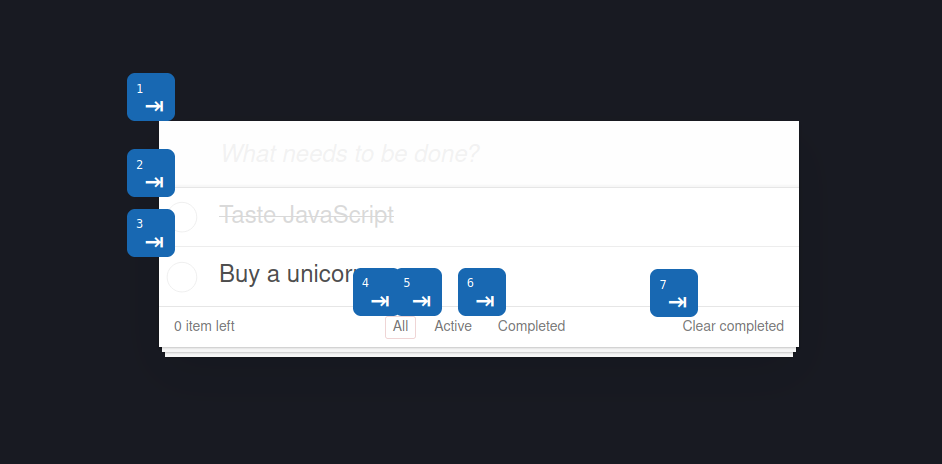 1
What needs to be done?
2
Taste JavaScript
3
Buy a unicor
4 5 6 7
0 item left All Active Completed Clear completed